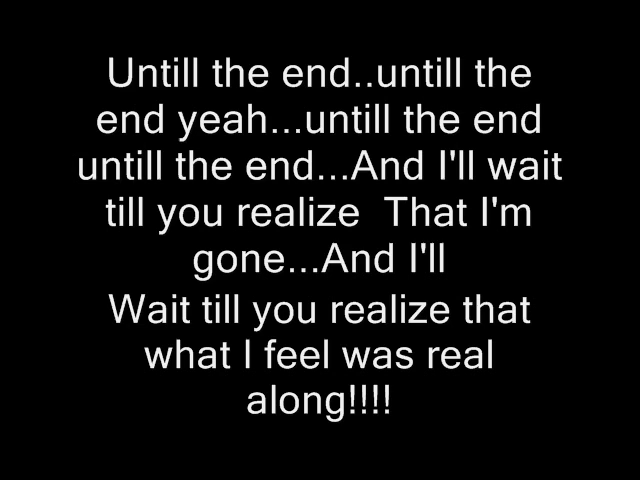 Untill the end..untill the
end yeah...untill the end
untill the end...And I'll wait
till you realize  That I'm
gone...And I'll
Wait till you realize that
what I feel was real
along!!!!